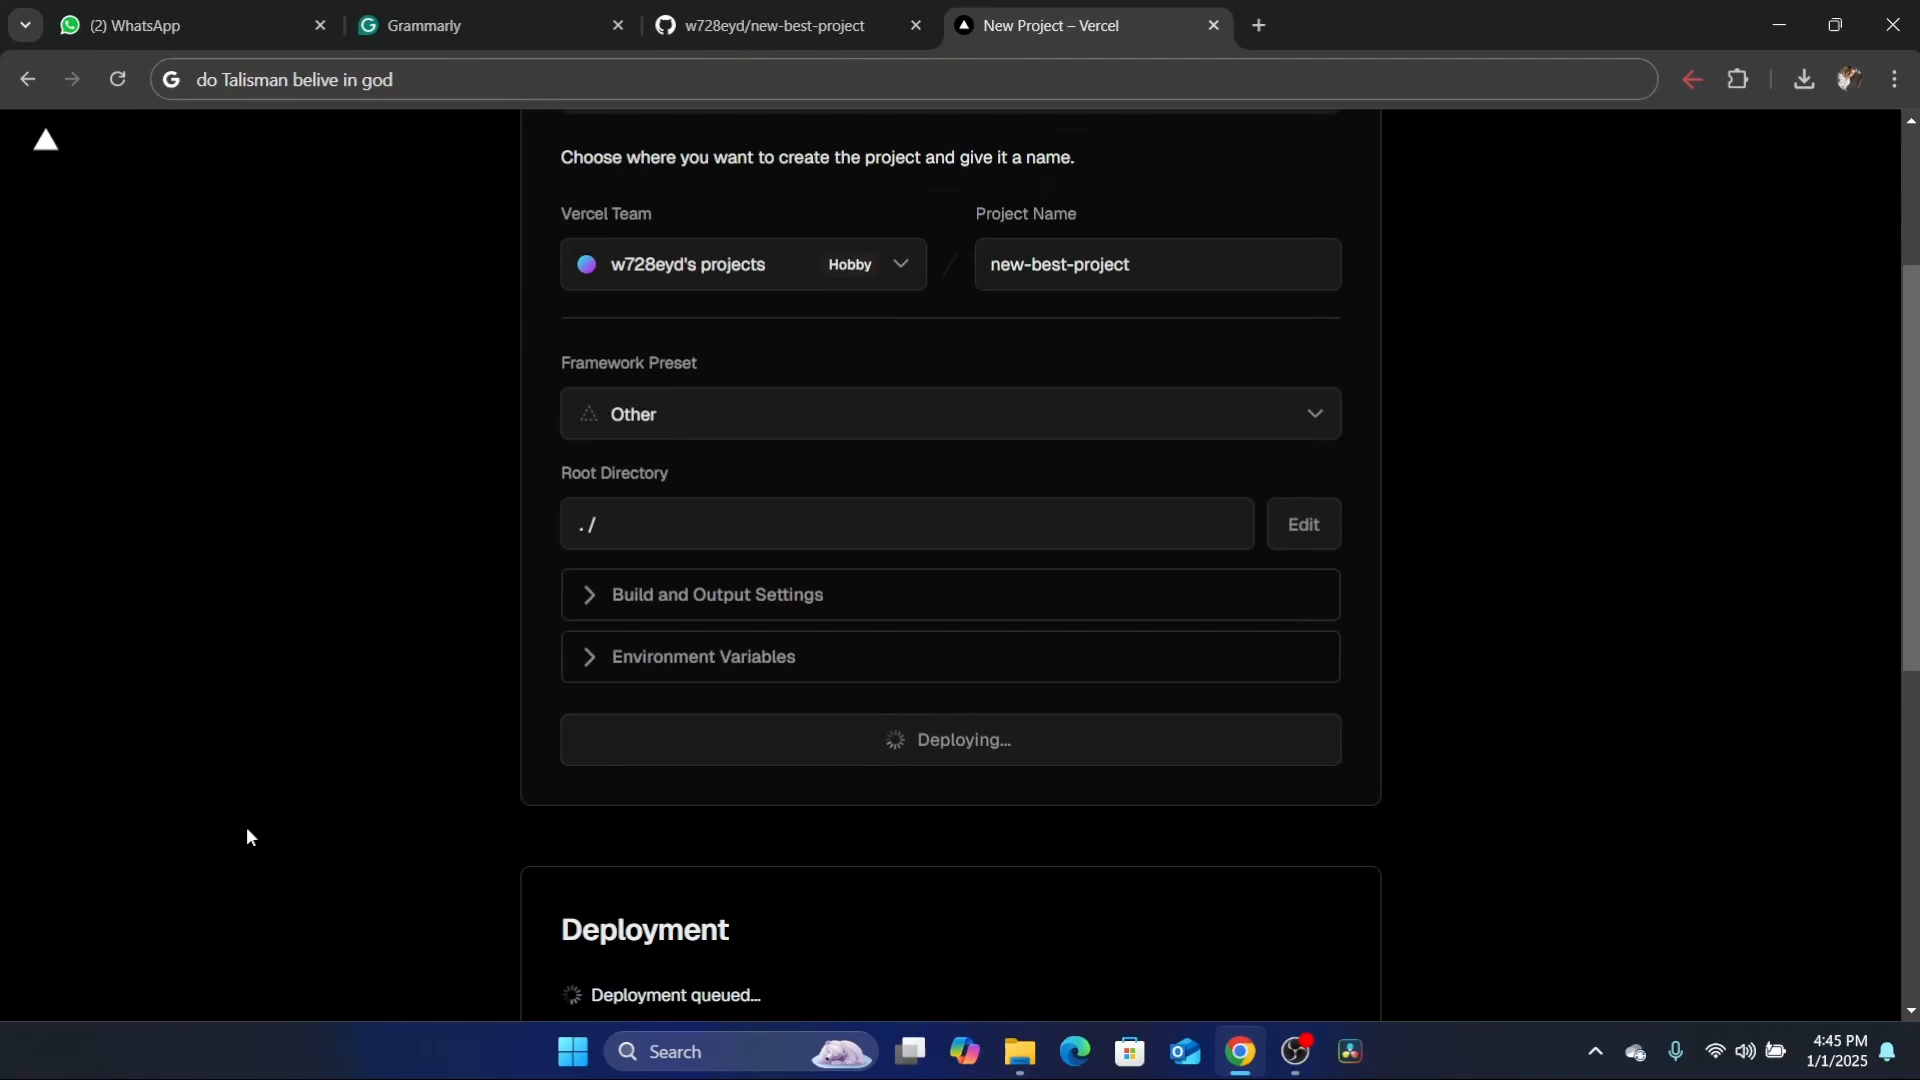 (2) WhatsApp
Grammarly
w728eyd/new-best-project
New Project – Vercel
do Talisman belive in god
Choose where you want to create the project and give it a name.
Vercel Team
Project Name
w728eyd's projects
Hobby
new-best-project
Framework Preset
Other
Root Directory
./
Edit
Build and Output Settings
Environment Variables
Deploying...
Deployment
Deployment queued...
Search
4:45 PM
1/1/2025